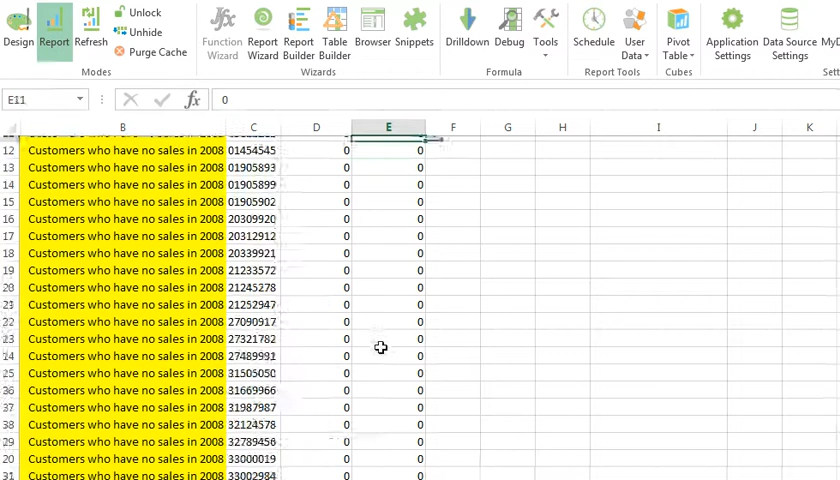 Design Report Refresh
Unlock
Unhide
Purge Cache
Modes
Function Wizard
Report Wizard
Report Builder
Table Builder
Browser
Snippets
Wizards
Drilldown
Debug
Tools
Formula
Schedule
User Data
Report Tools
Pivot Table
Cubes
Application Settings
Data Source Settings
MyD
Sett
E11 fx 0
B C D E F G H I J K
12 Customers who have no sales in 2008 01454545 0 0
13 Customers who have no sales in 2008 01905893 0 0
14 Customers who have no sales in 2008 01905899 0 0
15 Customers who have no sales in 2008 01905902 0 0
16 Customers who have no sales in 2008 20309920 0 0
17 Customers who have no sales in 2008 20312912 0 0
18 Customers who have no sales in 2008 20339921 0 0
19 Customers who have no sales in 2008 21233572 0 0
20 Customers who have no sales in 2008 21245278 0 0
21 Customers who have no sales in 2008 21252947 0 0
22 Customers who have no sales in 2008 27090917 0 0
23 Customers who have no sales in 2008 27321782 0 0
Customers who have no sales in 2008 27489991 0 0
25 Customers who have no sales in 2008 31505050 0 0
36 Customers who have no sales in 2008 31669966 0 0
37 Customers who have no sales in 2008 31987987 0 0
38 Customers who have no sales in 2008 32124578 0 0
29 Customers who have no sales in 2008 32789456 0 0
20 Customers who have no sales in 2008 33000019 0 0
31 Customers who have no sales in 2008 33002984 0 0